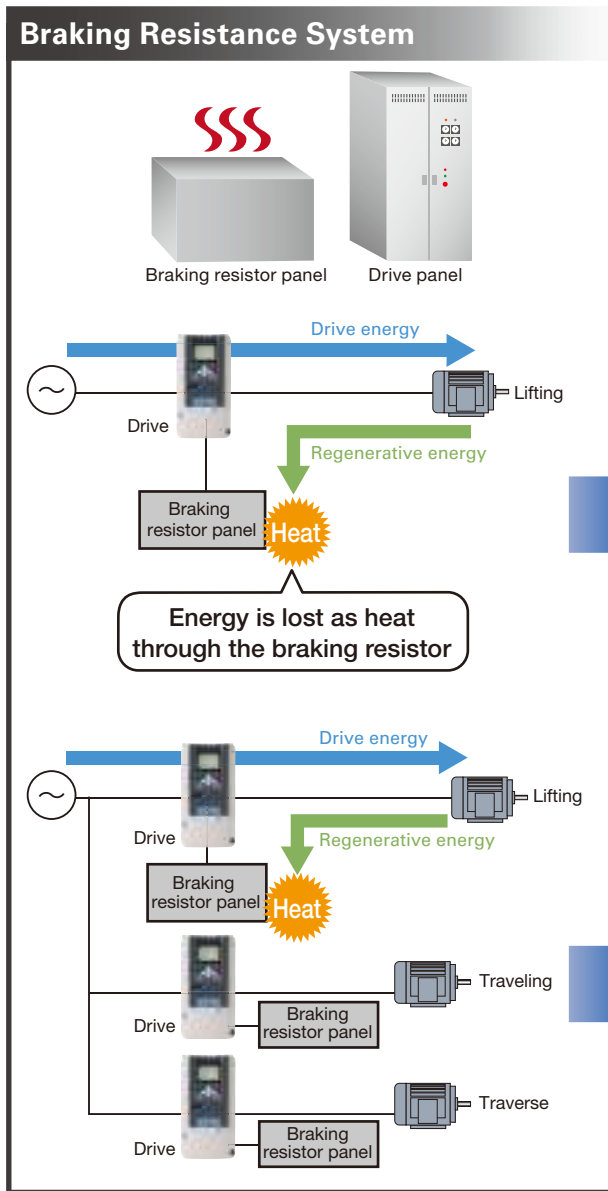 Braking Resistance System
Braking resistor panel
Drive panel
Drive energy
Lifting
Drive
Regenerative energy
Braking
resistor panel
Heat
Energy is lost as heat
through the braking resistor
Drive energy
Lifting
Drive
Regenerative energy
Braking
resistor panel
Heat
Traveling
Drive
Braking
resistor panel
Traverse
Drive
Braking
resistor panel